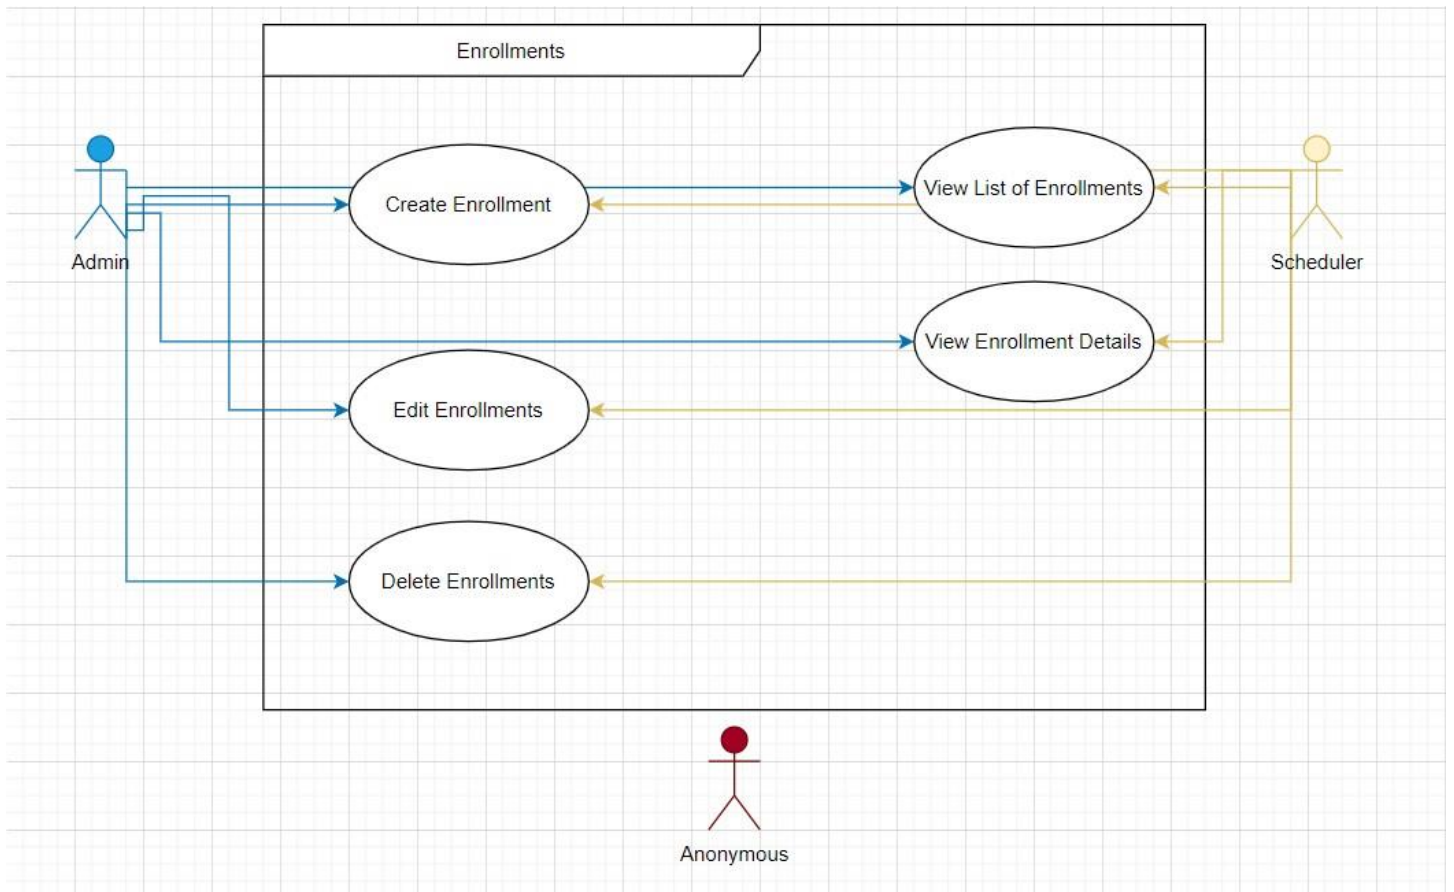 Enrollments
Create Enrollment
View List of Enrollments
Admin
Scheduler
View Enrollment Details
Edit Enrollments
Delete Enrollments
Anonymous